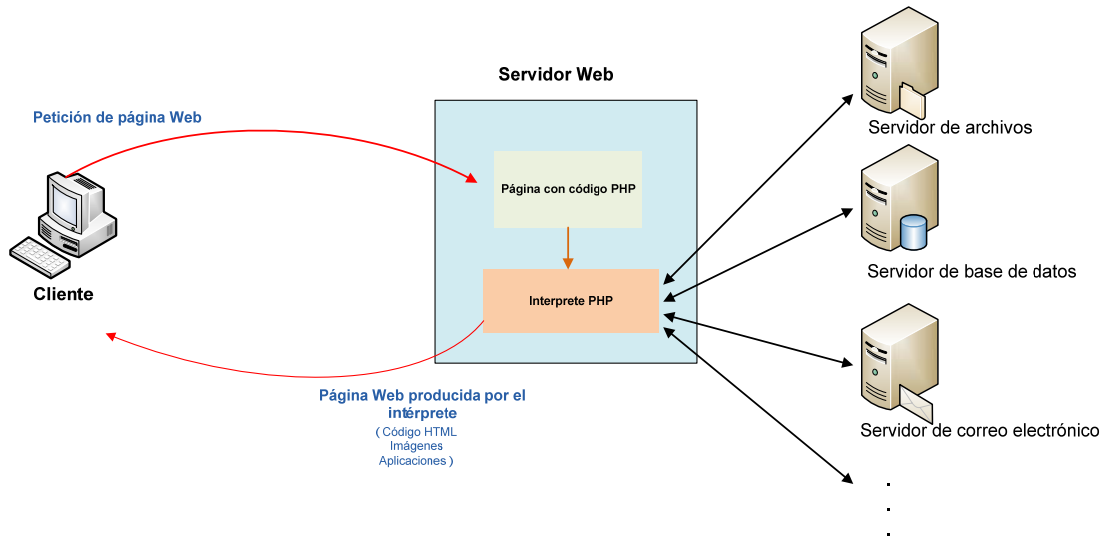 Servidor Web
Petición de página Web
Página con código PHP
Interprete PHP
Cliente
Página Web producida por el
intérprete
( Código HTML
Imágenes
Aplicaciones )
Servidor de archivos
Servidor de base de datos
Servidor de correo electrónico
.
.
.